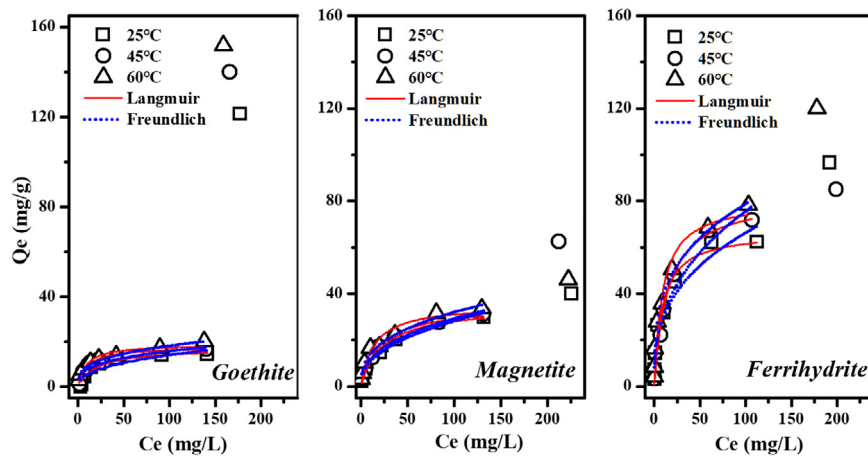 Qe (mg/g)
160
120
80
40
0
25°C
45°C
60°C
Langmuir
Freundlich
Goethite
0 50 100 150 200
Ce (mg/L)
160
120
80
40
0
25°C
45°C
60°C
Langmuir
Freundlich
Magnetite
0 50 100 150 200
Ce (mg/L)
160
120
80
40
0
25°C
45°C
60°C
Langmuir
Freundlich
Ferrihydrite
0 50 100 150 200
Ce (mg/L)